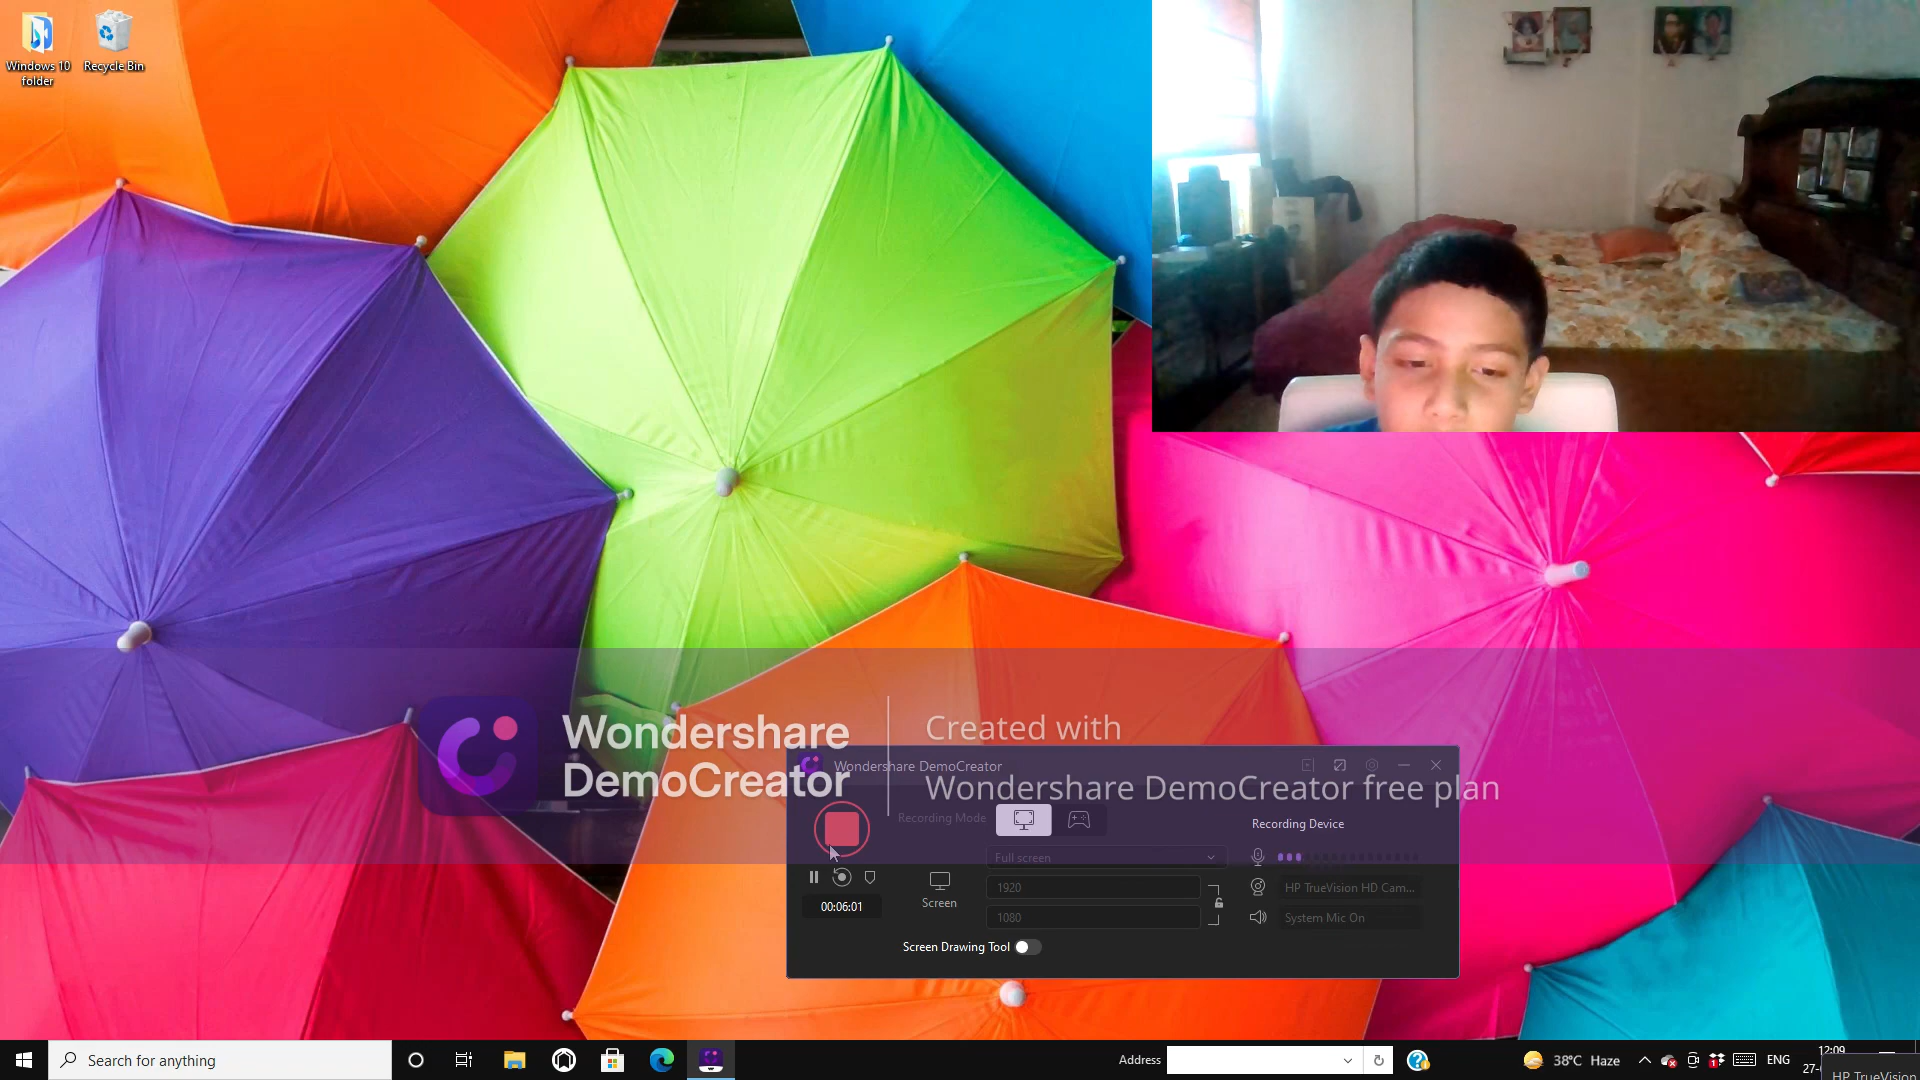 Windows 10
folder
Recycle Bin
Wondershare
DemoCreator
Created with
Wondershare DemoCreator free plan
Wondershare DemoCreator
Recording Mode
Recording Device
Full screen
1920
HP TrueVision HD Cam...
Screen
1080
System Mic On
00:06:01
Screen Drawing Tool
Search for anything
Address
38°C Haze
ENG
12:09
27-
HP TrueVision